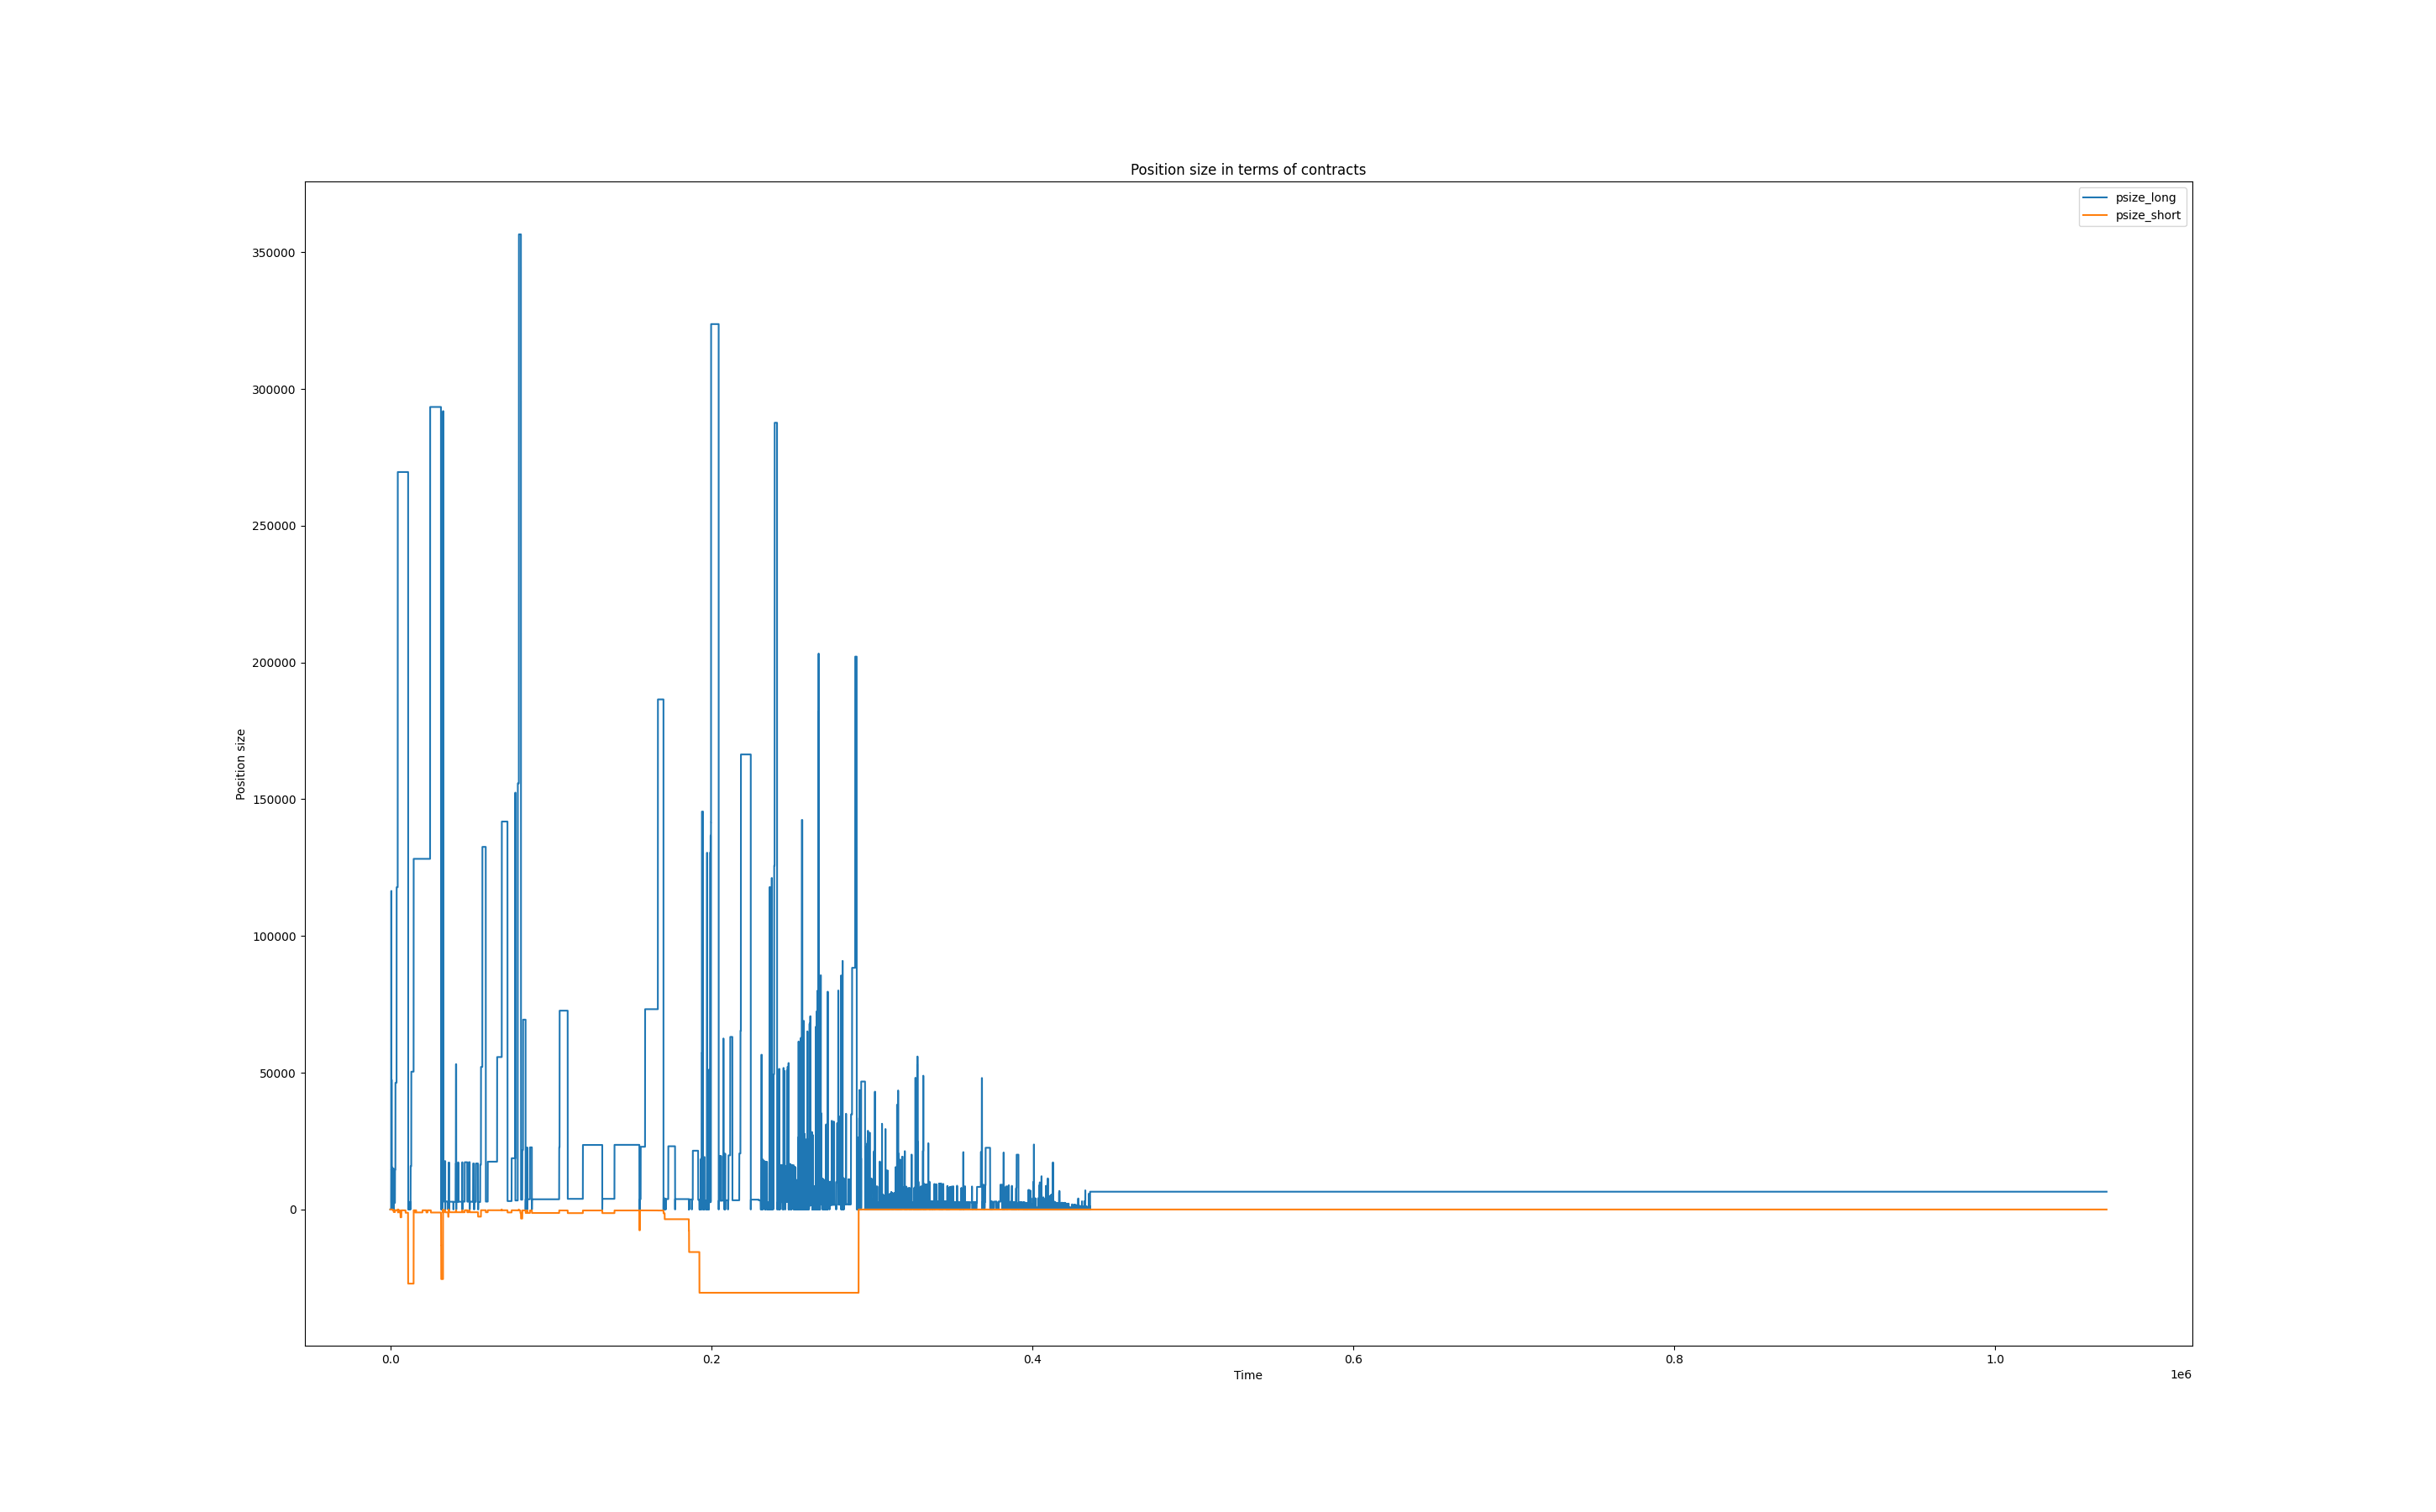 Position size in terms of contracts
psize_long
psize_short
350000
300000
250000
200000
150000
100000
50000
0
Position size
0.0 0.2 0.4 0.6 0.8 1.0
Time
1e6